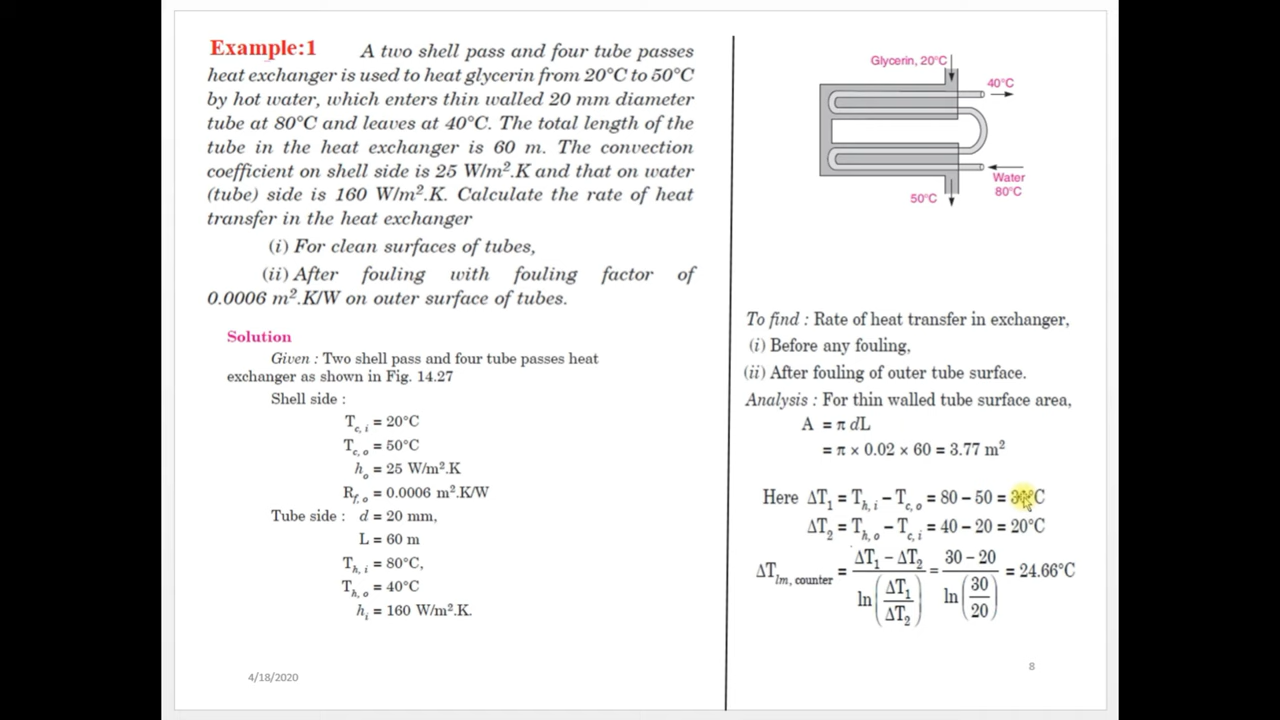 Example:1 A two shell pass and four tube passes
heat exchanger is used to heat glycerin from 20°C to 50°C
by hot water, which enters thin walled 20 mm diameter
tube at 80°C and leaves at 40°C. The total length of the
tube in the heat exchanger is 60 m. The convection
coefficient on shell side is 25 W/m².K and that on water
(tube) side is 160 W/m².K. Calculate the rate of heat
transfer in the heat exchanger
(i) For clean surfaces of tubes,
(ii) After fouling with fouling factor of
0.0006 m².K/W on outer surface of tubes.
Solution
Given : Two shell pass and four tube passes heat
exchanger as shown in Fig. 14.27
Shell side :
T_c, i = 20°C
T_c, o = 50°C
h_o = 25 W/m².K
R_f, o = 0.0006 m².K/W
Tube side : d = 20 mm,
L = 60 m
T_h, i = 80°C,
T_h, o = 40°C
h_i = 160 W/m².K.
4/18/2020
Glycerin, 20°C
40°C
Water
80°C
50°C
To find : Rate of heat transfer in exchanger,
(i) Before any fouling,
(ii) After fouling of outer tube surface.
Analysis : For thin walled tube surface area,
A = π dL
= π × 0.02 × 60 = 3.77 m²
Here ΔT₁ = T_h, i – T_c, o = 80 – 50 = 30°C
ΔT₂ = T_h, o – T_c, i = 40 – 20 = 20°C
ΔT_lm, counter = (ΔT₁ – ΔT₂) / ln(ΔT₁/ΔT₂) = (30 – 20) / ln(30/20) = 24.66°C
8